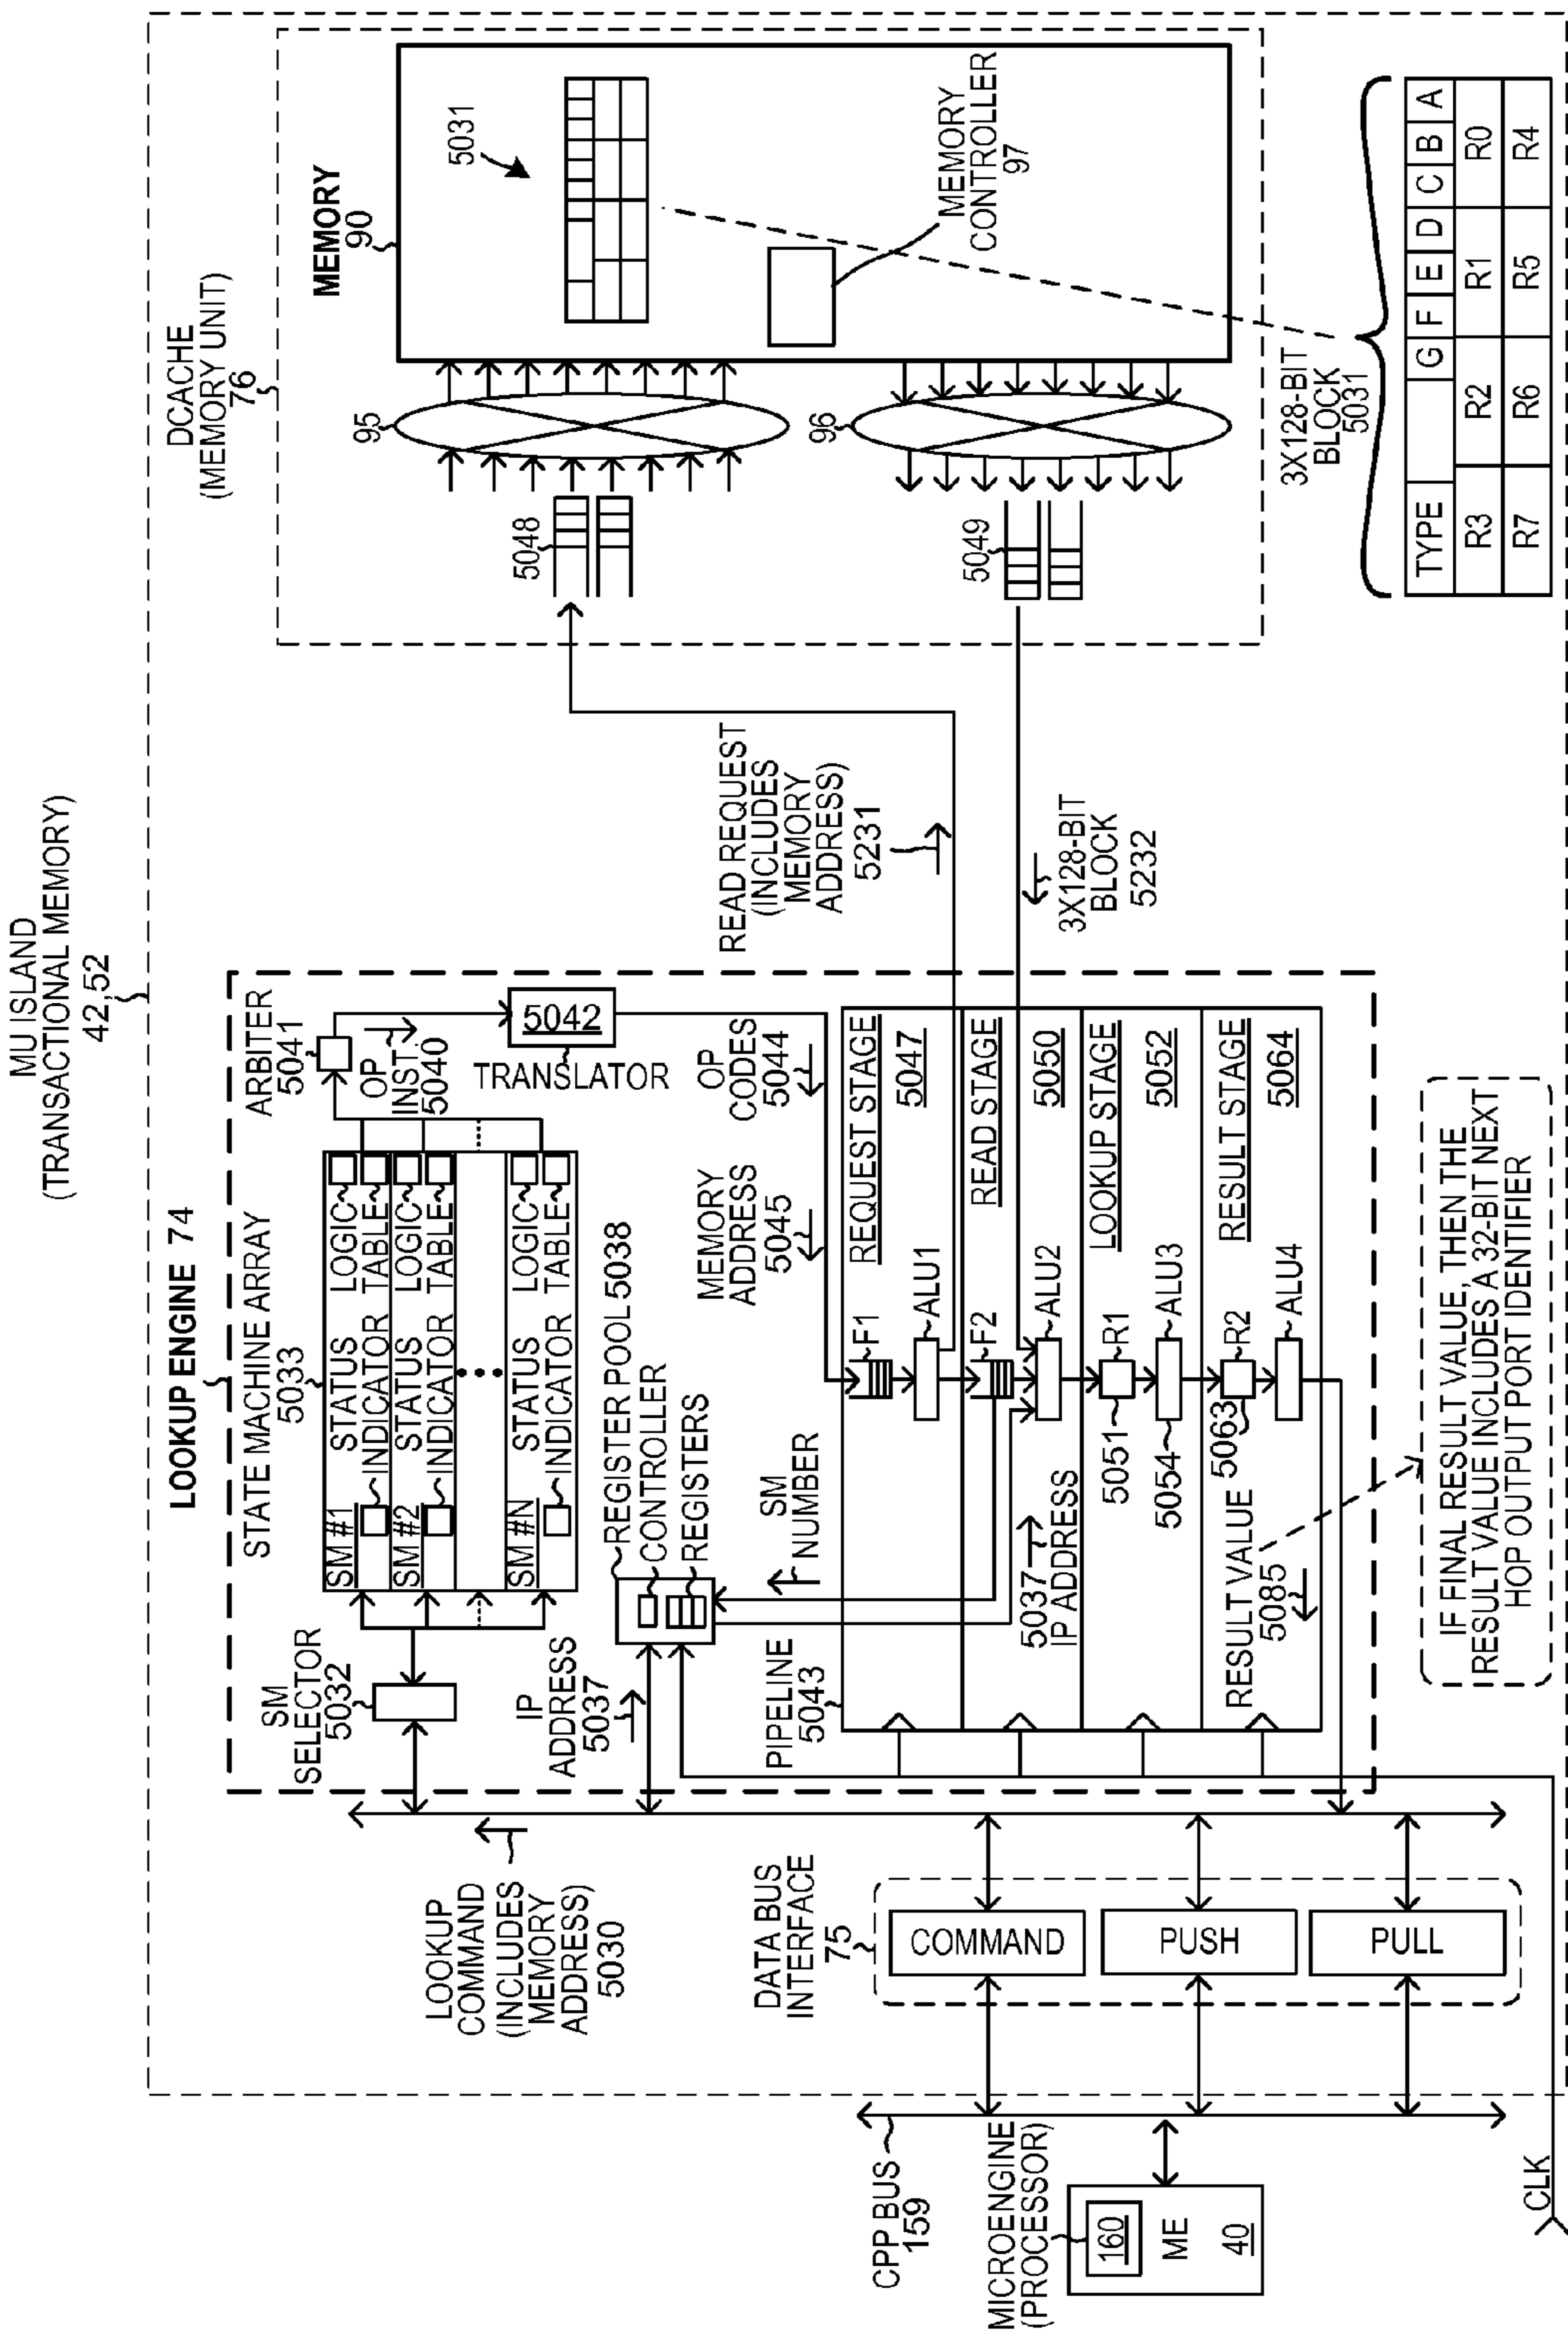 MU ISLAND
(TRANSACTIONAL MEMORY)
42,52
LOOKUP ENGINE 74
STATE MACHINE ARRAY
5033
SM #1
STATUS LOGIC
INDICATOR TABLE
SM #2
STATUS LOGIC
INDICATOR TABLE
SM #N
STATUS LOGIC
INDICATOR TABLE
ARBITER
5041
OP
INST.
5040
5042
TRANSLATOR
SM
SELECTOR
5032
LOOKUP
COMMAND
(INCLUDES
MEMORY
ADDRESS)
5030
IP
ADDRESS
5037
REGISTER POOL 5038
CONTROLLER
REGISTERS
SM
NUMBER
MEMORY
ADDRESS
5045
OP
CODES
5044
PIPELINE
5043
F1
REQUEST STAGE
ALU1
5047
F2
READ STAGE
5037
IP ADDRESS
ALU2
5050
R1
5051
LOOKUP STAGE
5054
ALU3
5052
RESULT VALUE
5085
5063
R2
RESULT STAGE
ALU4
5064
IF FINAL RESULT VALUE, THEN THE
RESULT VALUE INCLUDES A 32-BIT NEXT
HOP OUTPUT PORT IDENTIFIER
READ REQUEST
(INCLUDES
MEMORY
ADDRESS)
5231
3X128-BIT
BLOCK
5232
DCACHE
(MEMORY UNIT)
76
MEMORY
90
5031
MEMORY
CONTROLLER
97
95
96
5048
5049
3X128-BIT
BLOCK
5031
TYPE G F E D C B A
R3 R2 R1 R0
R7 R6 R5 R4
DATA BUS
INTERFACE
75
COMMAND
PUSH
PULL
CPP BUS
159
MICROENGINE
(PROCESSOR)
160
ME
40
CLK